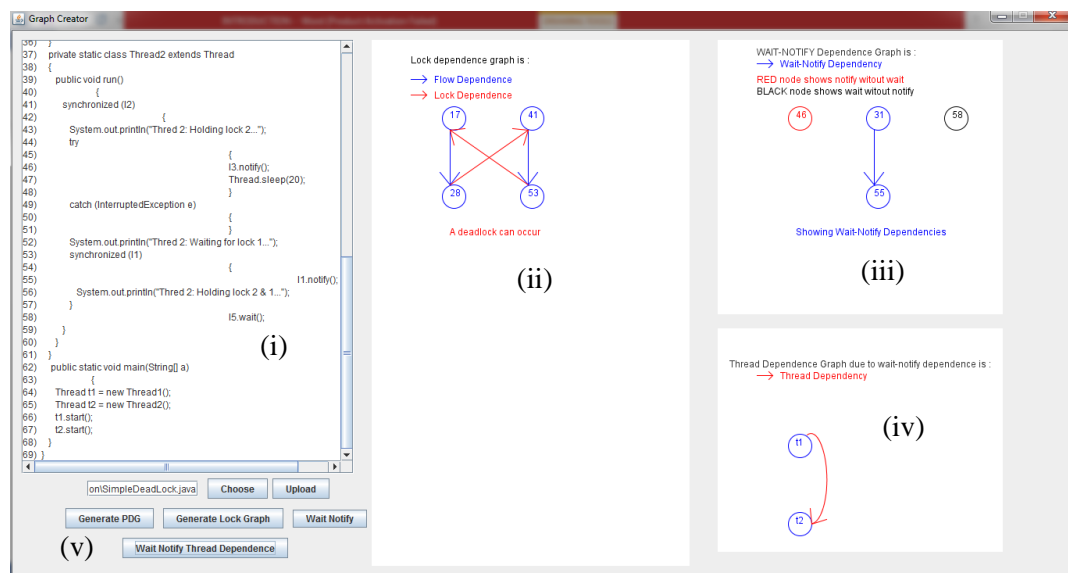 Graph Creator
36) }
37) private static class Thread2 extends Thread
38) {
39) public void run()
40) {
41) synchronized (l2)
42) {
43) System.out.println("Thred 2: Holding lock 2...");
44) try
45) {
46) l3.notify();
47) Thread.sleep(20);
48) }
49) catch (InterruptedException e)
50) {
51) }
52) System.out.println("Thred 2: Waiting for lock 1...");
53) synchronized (l1)
54) {
55) l1.notify();
56) System.out.println("Thred 2: Holding lock 2 & 1...");
57) }
58) l5.wait();
59) }
60) }
61) }
62) public static void main(String[] a)
63) {
64) Thread t1 = new Thread1();
65) Thread t2 = new Thread2();
66) t1.start();
67) t2.start();
68) }
69) }
(i)
on\SimpleDeadLock.java Choose Upload
Generate PDG Generate Lock Graph Wait Notify
(v) Wait Notify Thread Dependence
Lock dependence graph is :
Flow Dependence
Lock Dependence
17 41
28 53
A deadlock can occur
(ii)
WAIT-NOTIFY Dependence Graph is :
Wait-Notify Dependency
RED node shows notify witout wait
BLACK node shows wait witout notify
46 31 58
55
Showing Wait-Notify Dependencies
(iii)
Thread Dependence Graph due to wait-notify dependence is :
Thread Dependency
(iv)
t1
t2